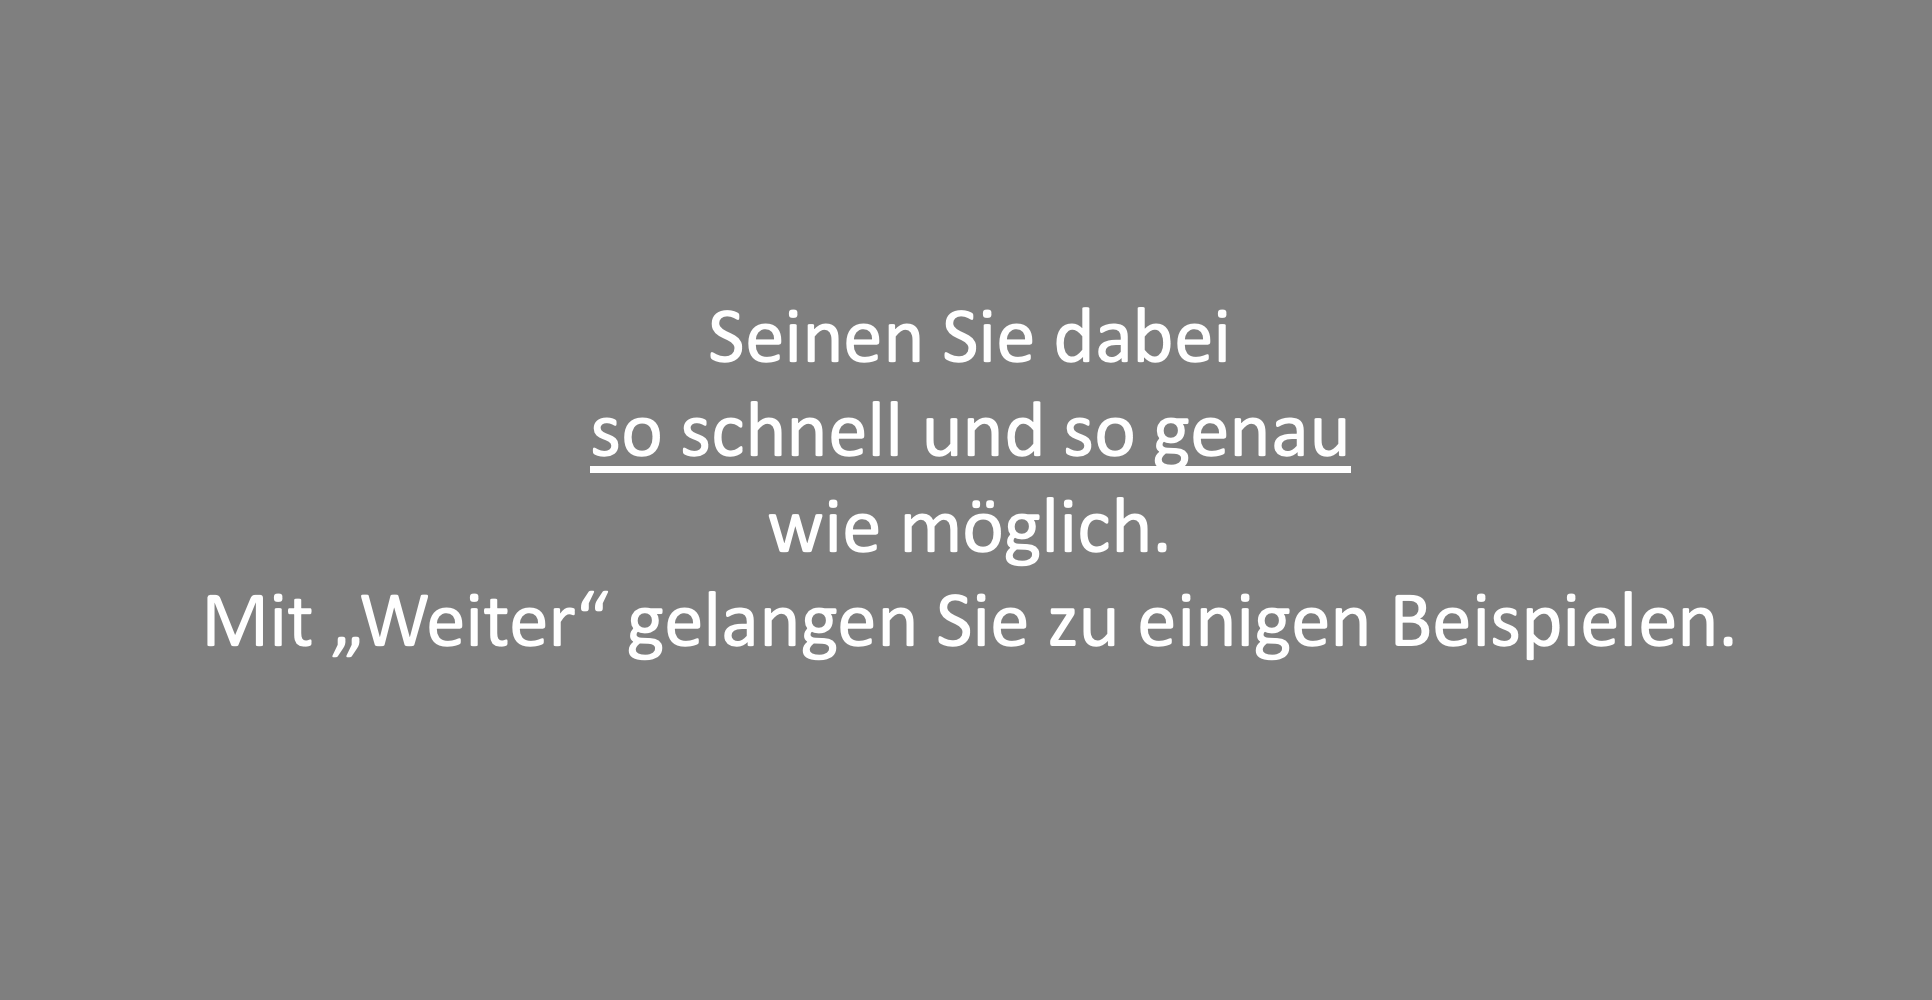 Seinen Sie dabei
so schnell und so genau
wie möglich.
Mit „Weiter“ gelangen Sie zu einigen Beispielen.